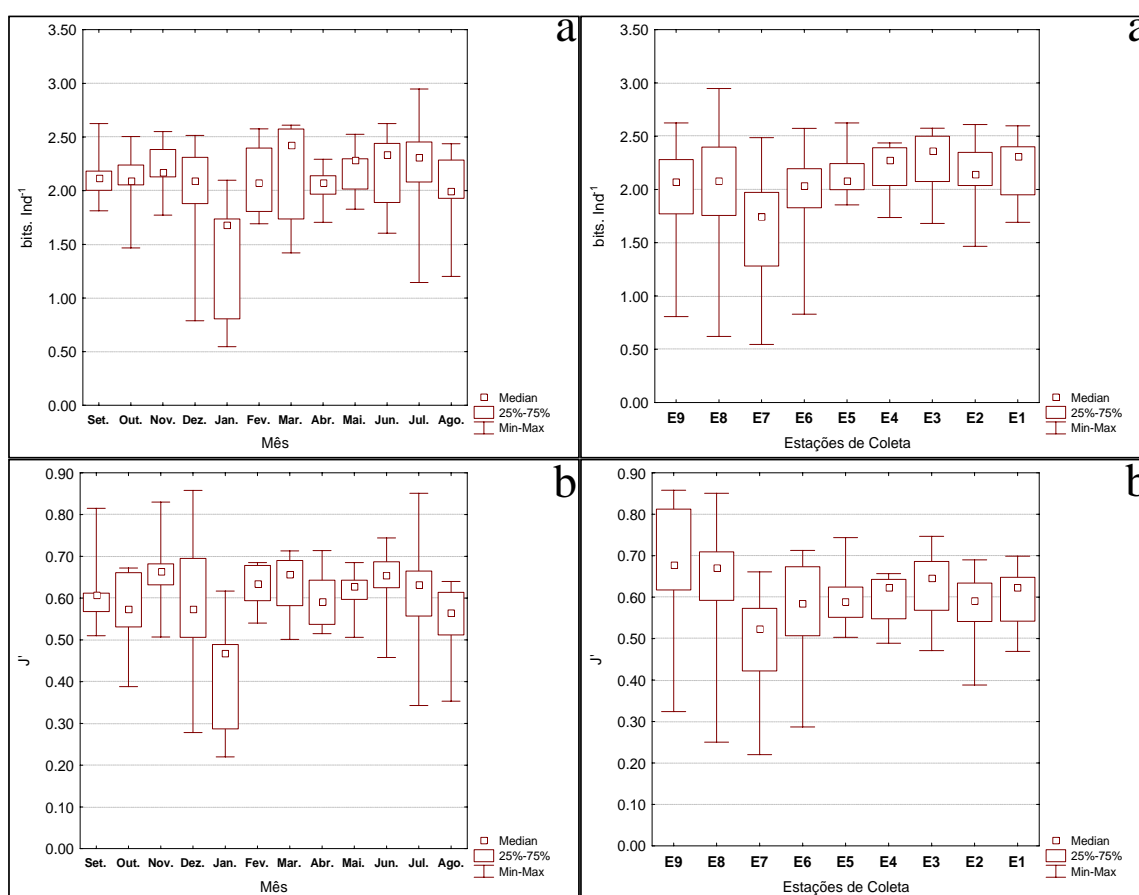 a
3.50
3.00
2.50
2.00
1.50
1.00
0.50
0.00
bits. Ind-1
Set. Out. Nov. Dez. Jan. Fev. Mar. Abr. Mai. Jun. Jul. Ago.
Mês
Median
25%-75%
Min-Max
a
3.50
3.00
2.50
2.00
1.50
1.00
0.50
0.00
bits. Ind-1
E9 E8 E7 E6 E5 E4 E3 E2 E1
Estações de Coleta
Median
25%-75%
Min-Max
b
0.90
0.80
0.70
0.60
0.50
0.40
0.30
0.20
0.10
0.00
J'
Set. Out. Nov. Dez. Jan. Fev. Mar. Abr. Mai. Jun. Jul. Ago.
Mês
Median
25%-75%
Min-Max
b
0.90
0.80
0.70
0.60
0.50
0.40
0.30
0.20
0.10
0.00
J'
E9 E8 E7 E6 E5 E4 E3 E2 E1
Estações de Coleta
Median
25%-75%
Min-Max